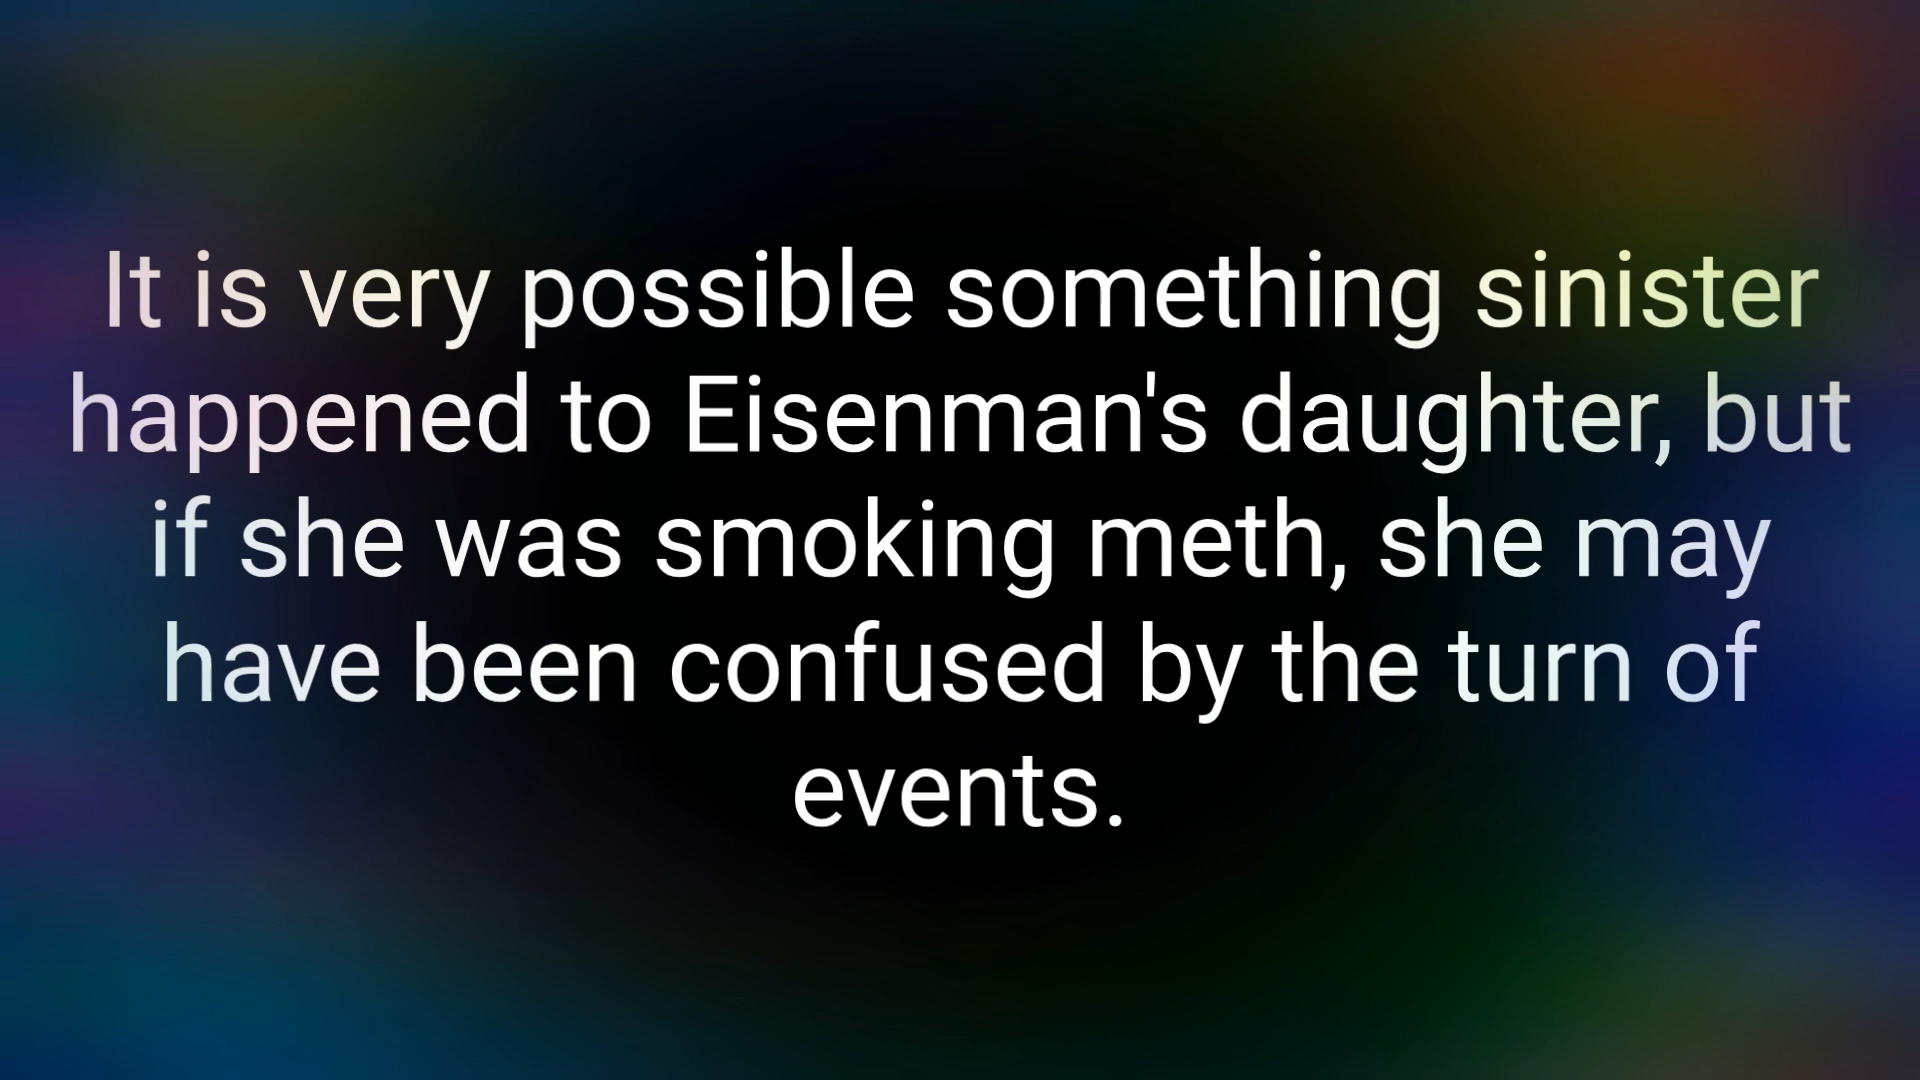 It is very possible something sinister
happened to Eisenman's daughter, but
if she was smoking meth, she may
have been confused by the turn of
events.